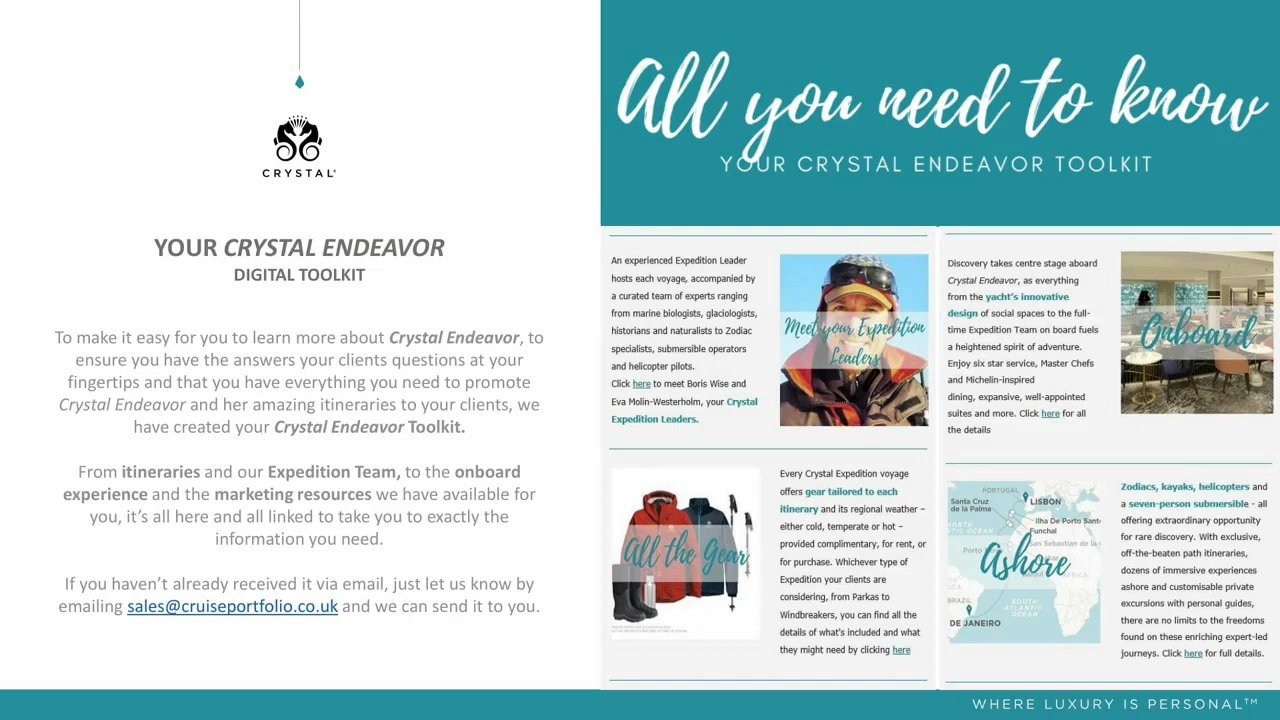 CRYSTAL
YOUR CRYSTAL ENDEAVOR
DIGITAL TOOLKIT
To make it easy for you to learn more about Crystal Endeavor, to
ensure you have the answers your clients questions at your
fingertips and that you have everything you need to promote
Crystal Endeavor and her amazing itineraries to your clients, we
have created your Crystal Endeavor Toolkit.
From itineraries and our Expedition Team, to the onboard
experience and the marketing resources we have available for
you, it's all here and all linked to take you to exactly the
information you need.
If you haven't already received it via email, just let us know by
emailing sales@cruiseportfolio.co.uk and we can send it to you.
All you need to know
YOUR CRYSTAL ENDEAVOR TOOLKIT
An experienced Expedition Leader
hosts each voyage, accompanied by
a curated team of experts ranging
from marine biologists, glaciologists,
historians and naturalists to Zodiac
specialists, submersible operators
and helicopter pilots.
Click here to meet Boris Wise and
Eva Molin-Westerholm, your Crystal
Expedition Leaders.
Meet your Expedition
Leaders
Discovery takes centre stage aboard
Crystal Endeavor, as everything
from the yacht's innovative
design of social spaces to the full-
time Expedition Team on board fuels
a heightened spirit of adventure.
Enjoy six star service, Master Chefs
and Michelin-inspired
dining, expansive, well-appointed
suites and more. Click here for all
the details
Onboard
All the Gear
Every Crystal Expedition voyage
offers gear tailored to each
itinerary and its regional weather –
either cold, temperate or hot –
provided complimentary, for rent, or
for purchase. Whichever type of
Expedition your clients are
considering, from Parkas to
Windbreakers, you can find all the
details of what's included and what
they might need by clicking here
PORTUGAL
LISBON
Santa Cruz
de la Palma
Ilha De Porto Sant
Funchal
San Sebastian de la
Porto
Ashore
AFRICA
BRAZIL
SOUTH
ATLANTIC
OCEAN
DE JANEIRO
Zodiacs, kayaks, helicopters and
a seven-person submersible - all
offering extraordinary opportunity
for rare discovery. With exclusive,
off-the-beaten path itineraries,
dozens of immersive experiences
ashore and customisable private
excursions with personal guides,
there are no limits to the freedoms
found on these enriching expert-led
journeys. Click here for full details.
WHERE LUXURY IS PERSONAL™